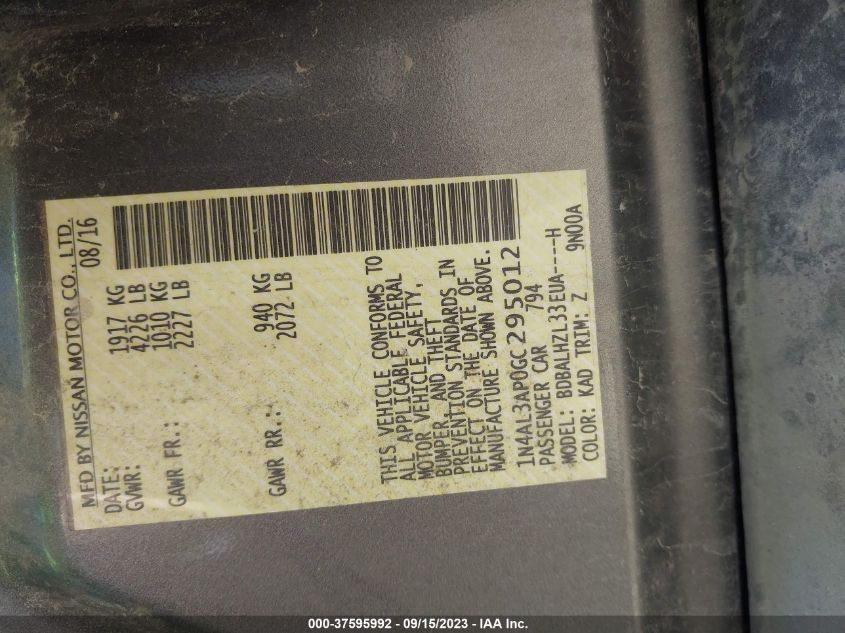 MFD BY NISSAN MOTOR CO., LTD.
DATE: 08/16
GVWR: 1917 KG
4226 LB
GAWR FR.: 1010 KG
2227 LB
GAWR RR.: 940 KG
2072 LB
THIS VEHICLE CONFORMS TO
ALL APPLICABLE FEDERAL
MOTOR VEHICLE SAFETY,
BUMPER, AND THEFT
PREVENTION STANDARDS IN
EFFECT ON THE DATE OF
MANUFACTURE SHOWN ABOVE.
1N4AL3AP0GC295012
PASSENGER CAR 794
MODEL: BDBALHZL33EUA----H
COLOR: KAD TRIM: Z 9N00A
000-37595992 - 09/15/2023 - IAA Inc.